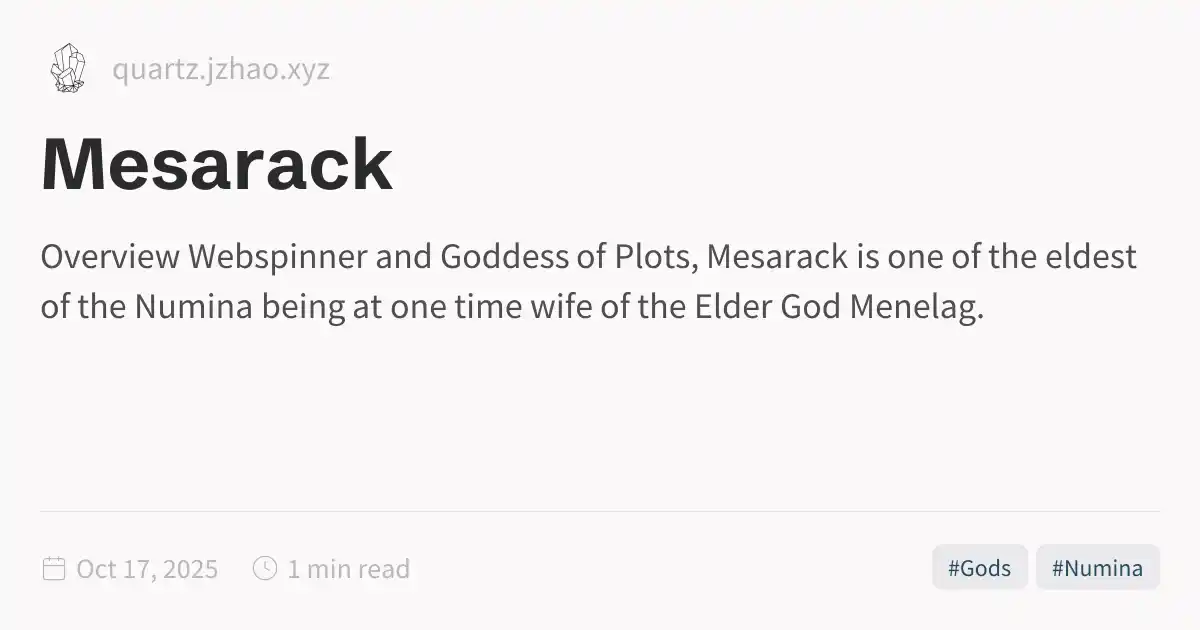 quartz.jzhao.xyz
Mesarack
Overview Webspinner and Goddess of Plots, Mesarack is one of the eldest
of the Numina being at one time wife of the Elder God Menelag.
Oct 17, 2025 1 min read #Gods #Numina